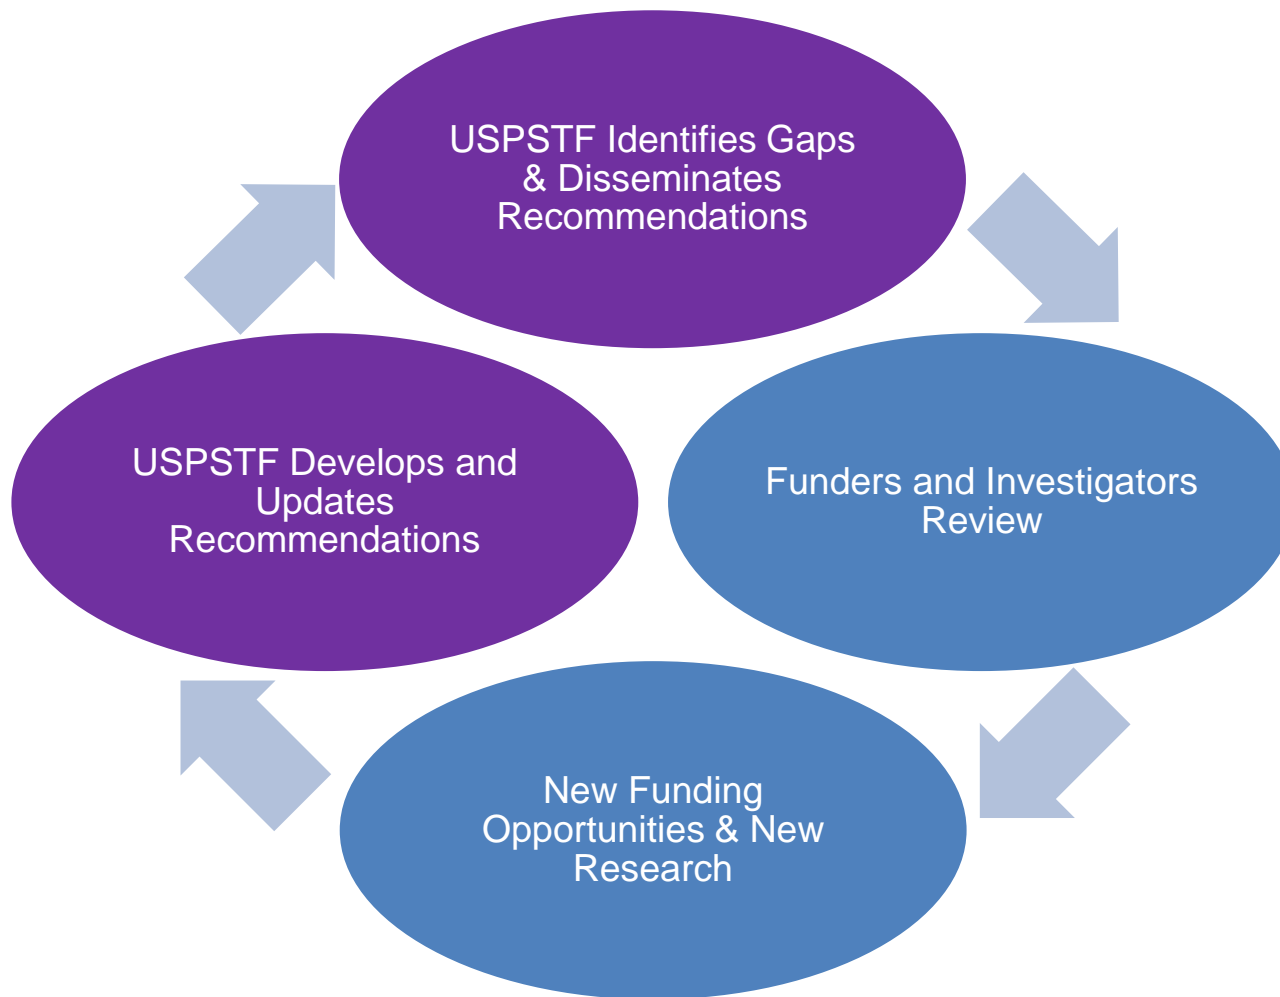 USPSTF Identifies Gaps
& Disseminates
Recommendations
USPSTF Develops and
Updates
Recommendations
Funders and Investigators
Review
New Funding
Opportunities & New
Research